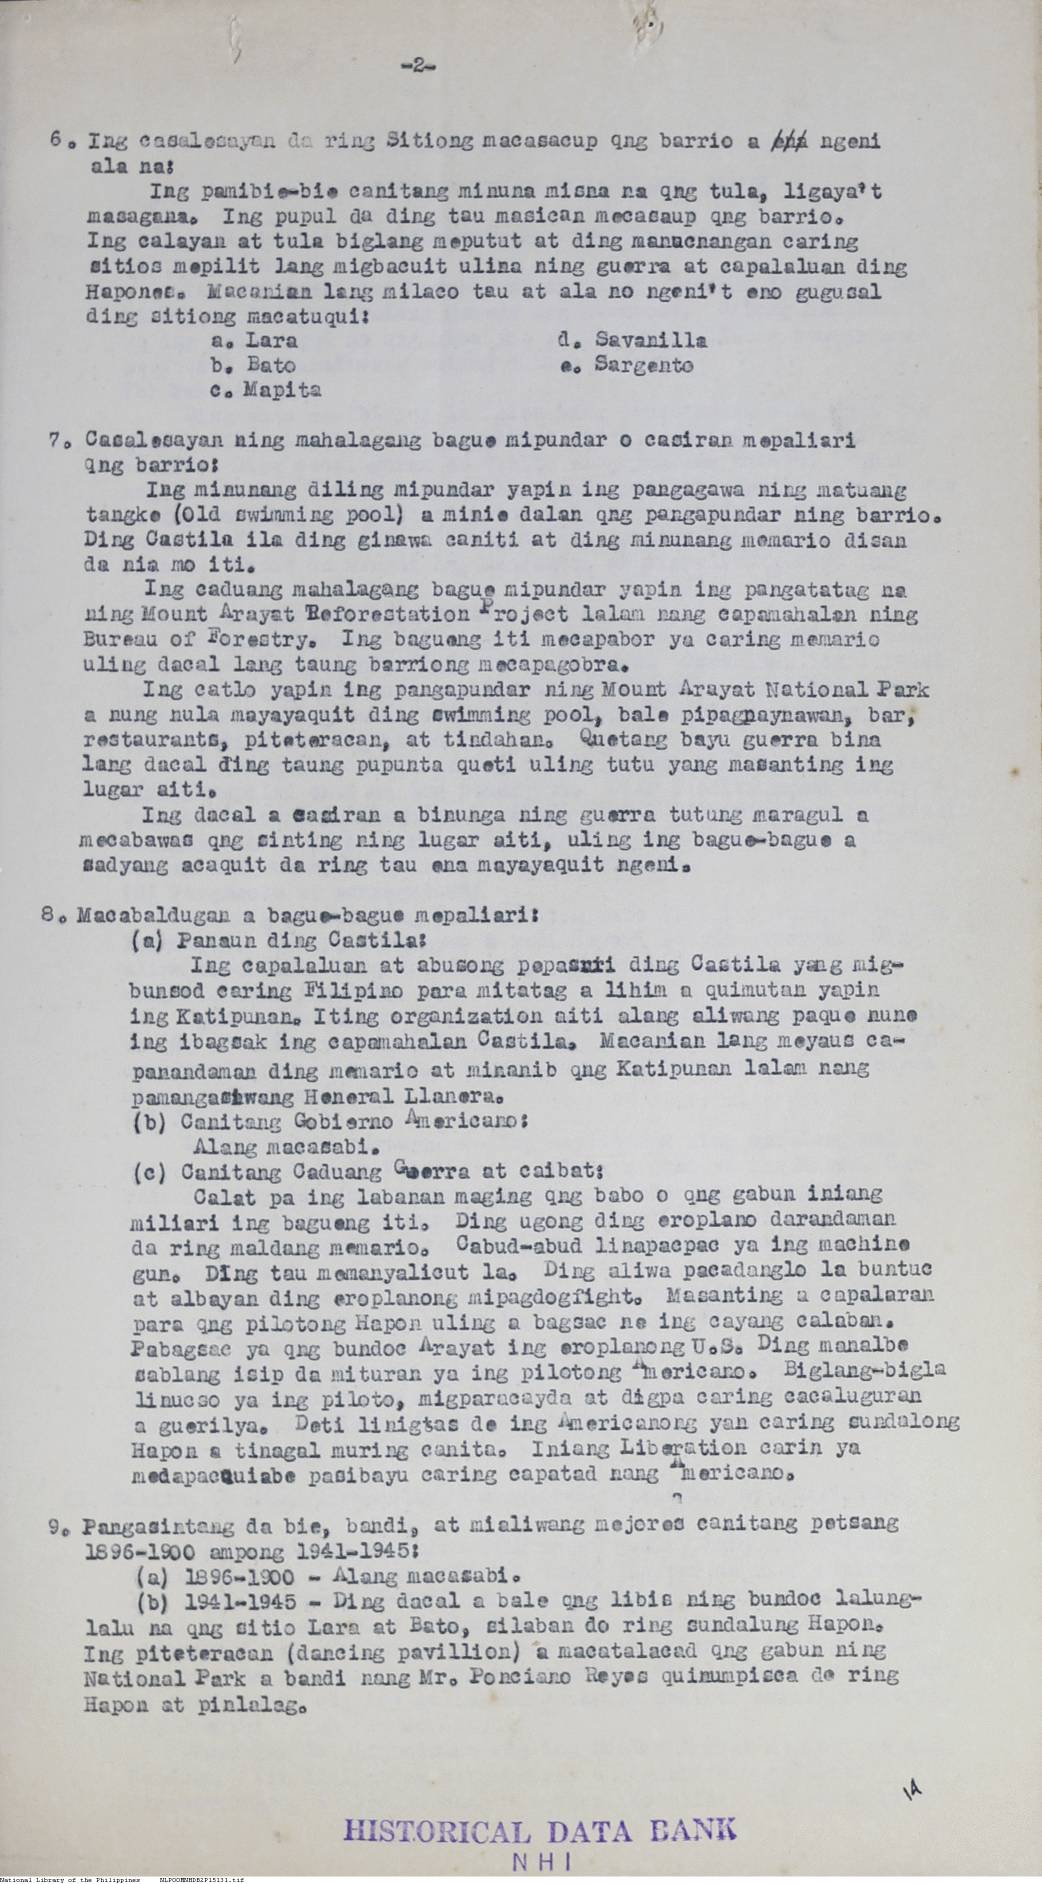 -2-
6. Ing casalesayan da ring Sitiong macasacup qng barrio a ngeni
ala na:
Ing pamibie-bie canitang minuna misna na qng tula, ligaya't
masagana. Ing pupul da ding tau masican mecasaup qng barrio.
Ing calayan at tula biglang meputut at ding manucnangan caring
sitios mepilit lang migbacuit ulina ning guerra at capalaluan ding
Hapones. Macanian lang milaco tau at ala no ngeni't eno gugusal
ding sitiong macatuqui:
a. Lara d. Savanilla
b. Bato e. Sargento
c. Mapita
7. Casalesayan ning mahalagang bague mipundar o casiran mepaliari
qng barrio:
Ing minunang diling mipundar yapin ing pangagawa ning matuang
tangke (Old swimming pool) a minie dalan qng pangapundar ning barrio.
Ding Castila ila ding ginawa caniti at ding minunang memario disan
da nia mo iti.
Ing caduang mahalagang bague mipundar yapin ing pangatatag na
ning Mount Arayat Reforestation Project lalam nang capamahalan ning
Bureau of Forestry. Ing bagueng iti mecapabor ya caring memario
uling dacal lang taung barriong mecapagobra.
Ing catlo yapin ing pangapundar ning Mount Arayat National Park
a nung nula mayayaquit ding swimming pool, bale pipagpaynawan, bar,
restaurants, piteteracan, at tindahan. Quetang bayu guerra bina
lang dacal ding taung pupunta queti uling tutu yang masanting ing
lugar aiti.
Ing dacal a casiran a binunga ning guerra tutung maragul a
mecabawas qng sinting ning lugar aiti, uling ing bague-bague a
sadyang acaquit da ring tau ena mayayaquit ngeni.
8. Macabaldugan a bague-bague mepaliari:
(a) Panaun ding Castila:
Ing capalaluan at abusong pepasuri ding Castila yang mig-
bunsod caring Filipino para mitatag a lihim a quimutan yapin
ing Katipunan. Iting organization aiti alang aliwang paque nune
ing ibagsak ing capamahalan Castila. Macanian lang meyaus ca-
panandaman ding memario at minanib qng Katipunan lalam nang
pamangasiwang Heneral Llanera.
(b) Canitang Gobierno Americano:
Alang macasabi.
(c) Canitang Caduang Guerra at caibat:
Calat pa ing labanan maging qng babo o qng gabun iniang
miliari ing bagueng iti. Ding ugong ding eroplano darandaman
da ring maldang memario. Cabud-abud linapacpac ya ing machine
gun. Ding tau memanyalicut la. Ding aliwa pacadanglo la buntuc
at albayan ding eroplanong mipagdogfight. Masanting a capalaran
para qng pilotong Hapon uling a bagsac ne ing cayang calaban.
Pabagsac ya qng bundoc Arayat ing eroplanong U.S. Ding manalbe
sablang isip da mituran ya ing pilotong Americano. Biglang-bigla
linucso ya ing piloto, migparacayda at digpa caring cacaluguran
a guerilya. Deti linigtas de ing Americanong yan caring sundalong
Hapon a tinagal muring canita. Iniang Liberation carin ya
medapacquiabe pasibayu caring capatad nang Americano.
9. Pangasintang da bie, bandi, at mialiwang mejores canitang petsang
1896-1900 ampong 1941-1945:
(a) 1896-1900 - Alang macasabi.
(b) 1941-1945 - Ding dacal a bale qng libis ning bundoc lalung-
lalu na qng sitio Lara at Bato, silaban do ring sundalung Hapon.
Ing piteteracan (dancing pavillion) a macatalacad qng gabun ning
National Park a bandi nang Mr. Ponciano Reyes quinumpisca de ring
Hapon at pinlalag.
14
HISTORICAL DATA BANK
NHI
National Library of the Philippines NLPOOMNHDB2P15131.tif